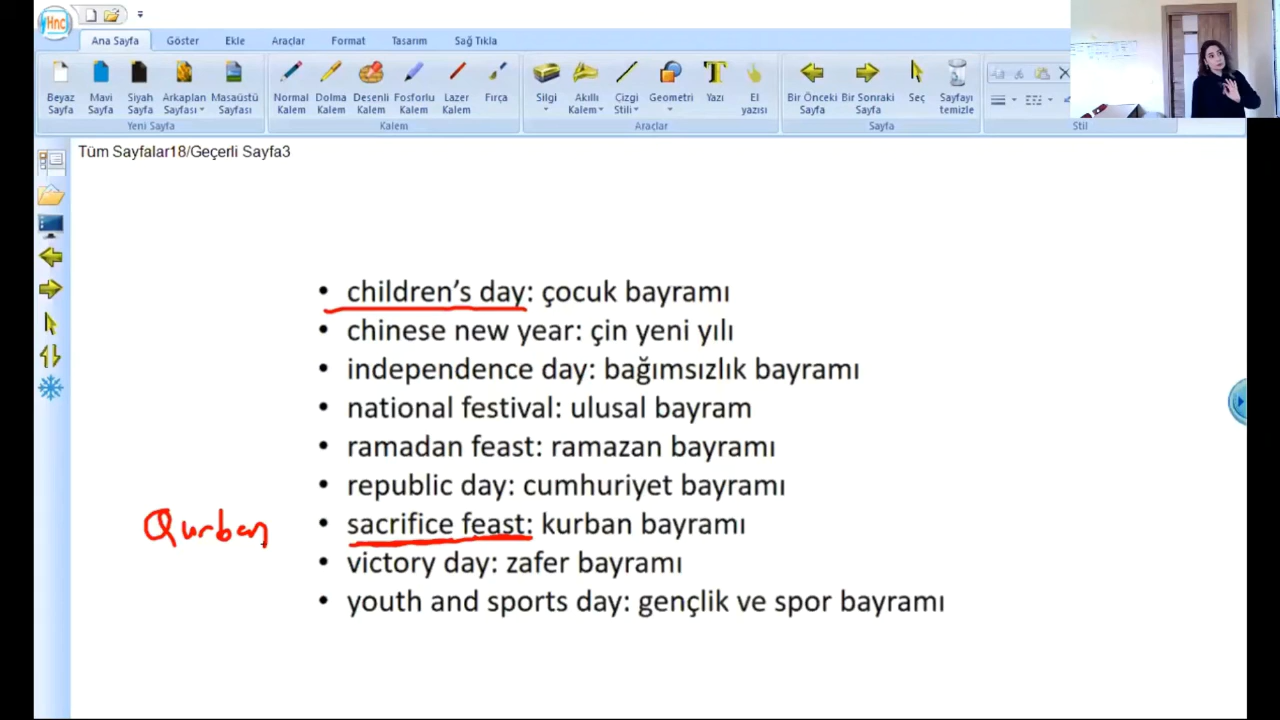 Hnc
Ana Sayfa Göster Ekle Araçlar Format Tasarım Sağ Tıkla
Beyaz Sayfa Mavi Sayfa Siyah Sayfa Arkaplan Sayfası Masaüstü Sayfası Normal Kalem Dolma Kalem Desenli Kalem Fosforlu Kalem Lazer Kalem Fırça Silgi Akıllı Kalem Çizgi Stili Geometri Yazı El yazısı Bir Önceki Sayfa Bir Sonraki Sayfa Seç Sayfayı temizle
Yeni Sayfa Kalem Araçlar Sayfa Stil
Tüm Sayfalar18/Geçerli Sayfa3
• children's day: çocuk bayramı
• chinese new year: çin yeni yılı
• independence day: bağımsızlık bayramı
• national festival: ulusal bayram
• ramadan feast: ramazan bayramı
• republic day: cumhuriyet bayramı
Qurban • sacrifice feast: kurban bayramı
• victory day: zafer bayramı
• youth and sports day: gençlik ve spor bayramı